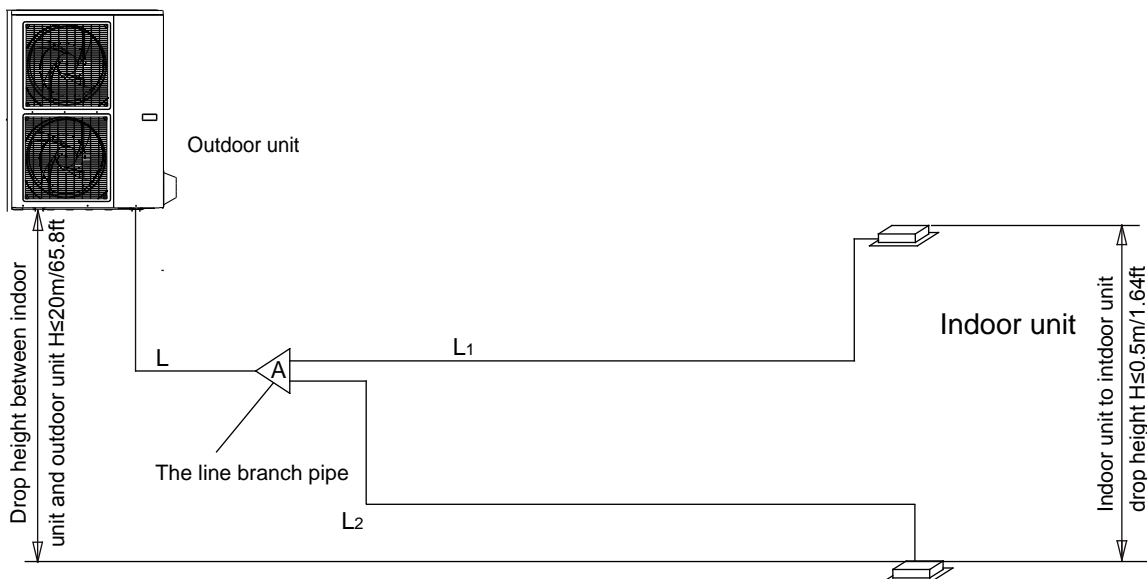 Outdoor unit
Drop height between indoor
unit and outdoor unit H≤20m/65.8ft
L
A
L1
The line branch pipe
L2
Indoor unit
Indoor unit to intdoor unit
drop height H≤0.5m/1.64ft